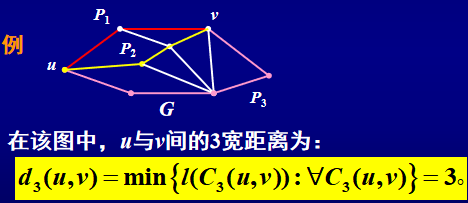 例
P₁
v
P₂
u
P₃
G
在该图中，u与v间的3宽距离为：
d₃(u,v)=min{l(C₃(u,v)):∀C₃(u,v)}=3。